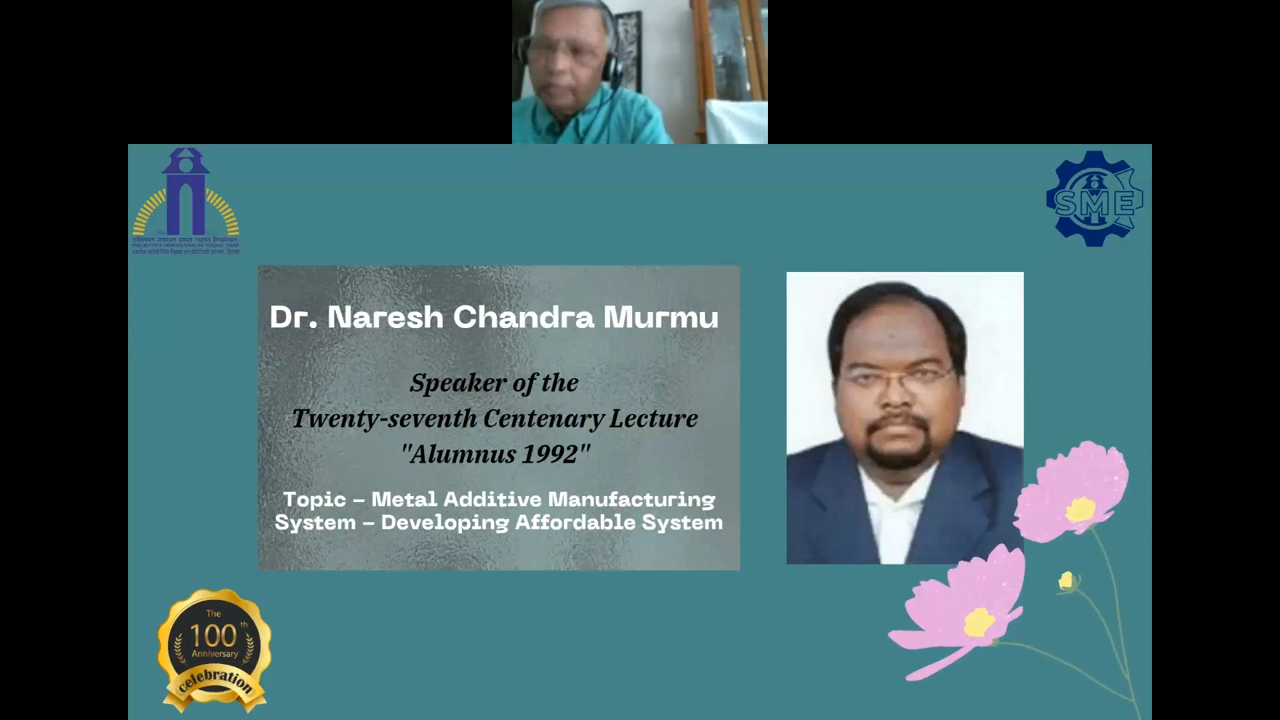 SME
Dr. Naresh Chandra Murmu
Speaker of the
Twenty-seventh Centenary Lecture
"Alumnus 1992"
Topic – Metal Additive Manufacturing
System – Developing Affordable System
The
100th
Anniversary
celebration